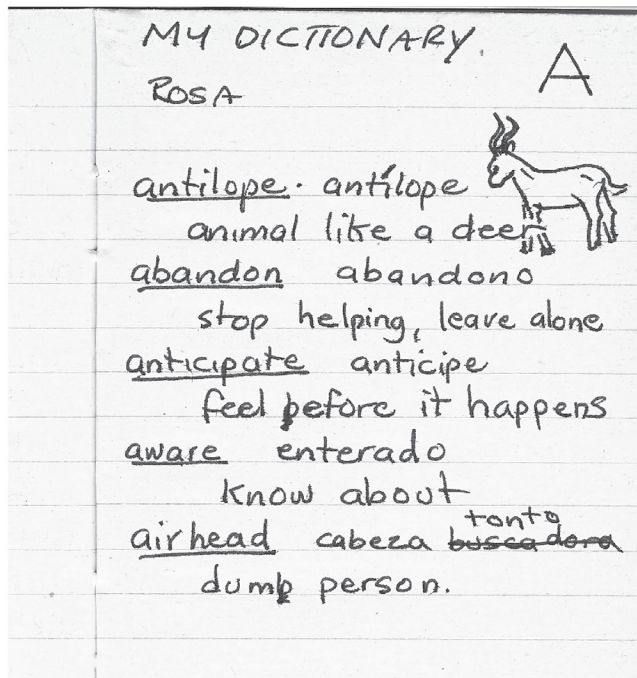 MY DICTIONARY.
A
ROSA
antilope. antílope
animal like a deer
abandon abandono
stop helping, leave alone
anticipate anticipe
feel before it happens
aware enterado
know about
tonto
airhead cabeza buscadora
dumb person.